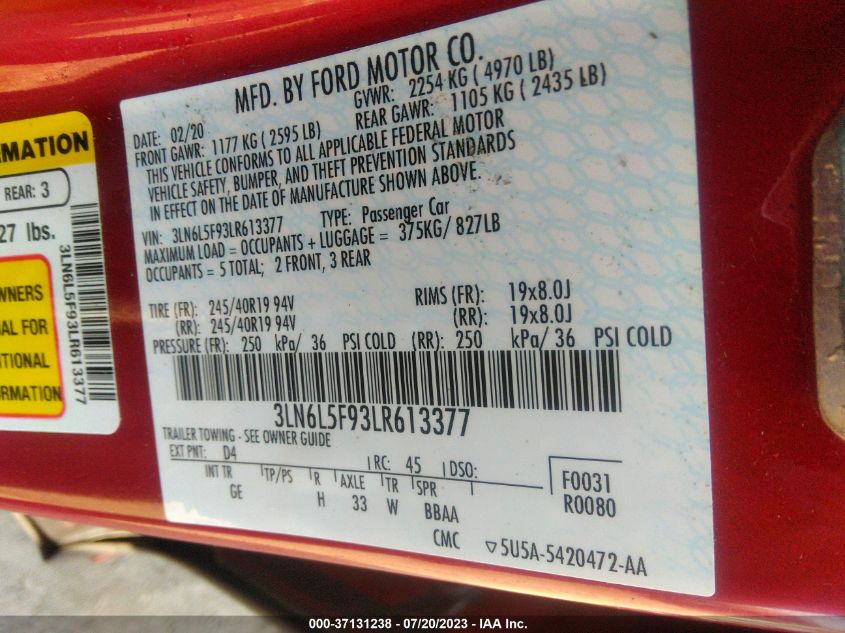 MFD. BY FORD MOTOR CO.
DATE: 02/20 GVWR: 2254 KG ( 4970 LB)
FRONT GAWR: 1177 KG ( 2595 LB) REAR GAWR: 1105 KG ( 2435 LB)
THIS VEHICLE CONFORMS TO ALL APPLICABLE FEDERAL MOTOR
VEHICLE SAFETY, BUMPER, AND THEFT PREVENTION STANDARDS
IN EFFECT ON THE DATE OF MANUFACTURE SHOWN ABOVE.
VIN: 3LN6L5F93LR613377 TYPE: Passenger Car
MAXIMUM LOAD = OCCUPANTS + LUGGAGE = 375KG/ 827LB
OCCUPANTS = 5 TOTAL; 2 FRONT, 3 REAR
TIRE (FR): 245/40R19 94V RIMS (FR): 19x8.0J
(RR): 245/40R19 94V (RR): 19x8.0J
PRESSURE (FR): 250 kPa/ 36 PSI COLD (RR): 250 kPa/ 36 PSI COLD
3LN6L5F93LR613377
TRAILER TOWING - SEE OWNER GUIDE
EXT PNT: D4 RC: 45 DSO:
INT TR TP/PS R AXLE TR SPR F0031
GE H 33 W BBAA R0080
CMC ▽5U5A-5420472-AA
RMATION
REAR: 3
27 lbs.
WNERS
AL FOR
ITIONAL
ORMATION
3LN6L5F93LR613377
000-37131238 - 07/20/2023 - IAA Inc.